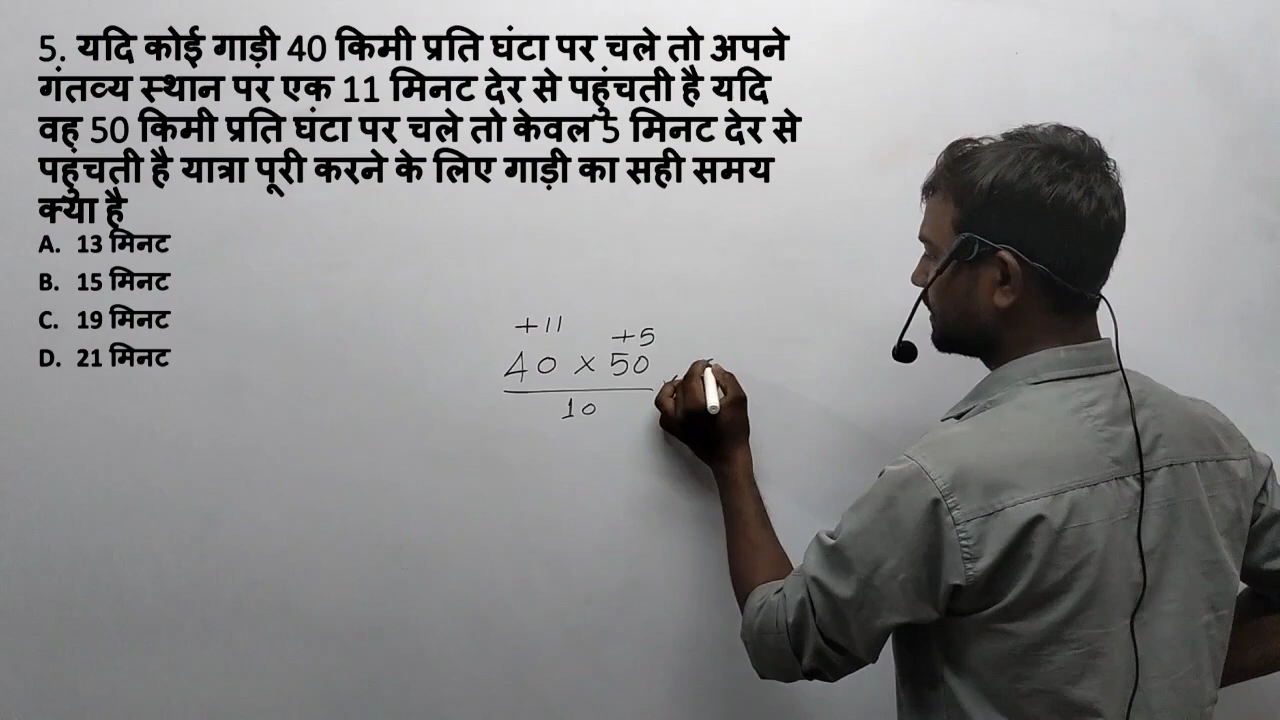 5. यदि कोई गाड़ी 40 किमी प्रति घंटा पर चले तो अपने
गंतव्य स्थान पर एक 11 मिनट देर से पहुंचती है यदि
वह 50 किमी प्रति घंटा पर चले तो केवल 5 मिनट देर से
पहुंचती है यात्रा पूरी करने के लिए गाड़ी का सही समय
क्या है
A. 13 मिनट
B. 15 मिनट
C. 19 मिनट
D. 21 मिनट
+11 +5
40 × 50
10